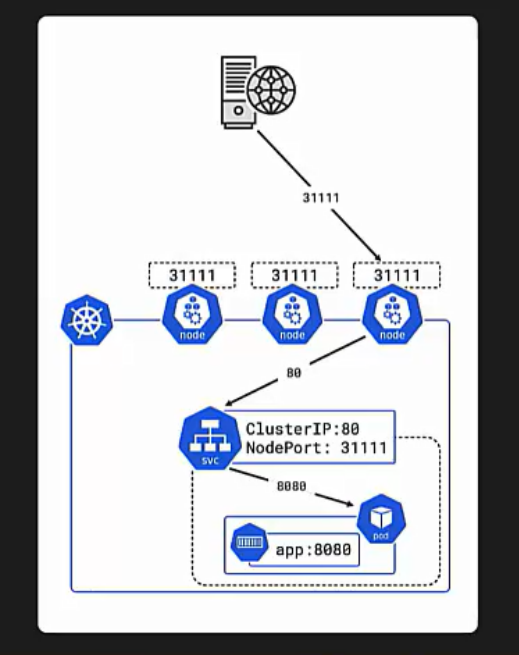 31111
31111
31111
31111
node
node
node
80
ClusterIP:80
NodePort: 31111
svc
8080
pod
app:8080